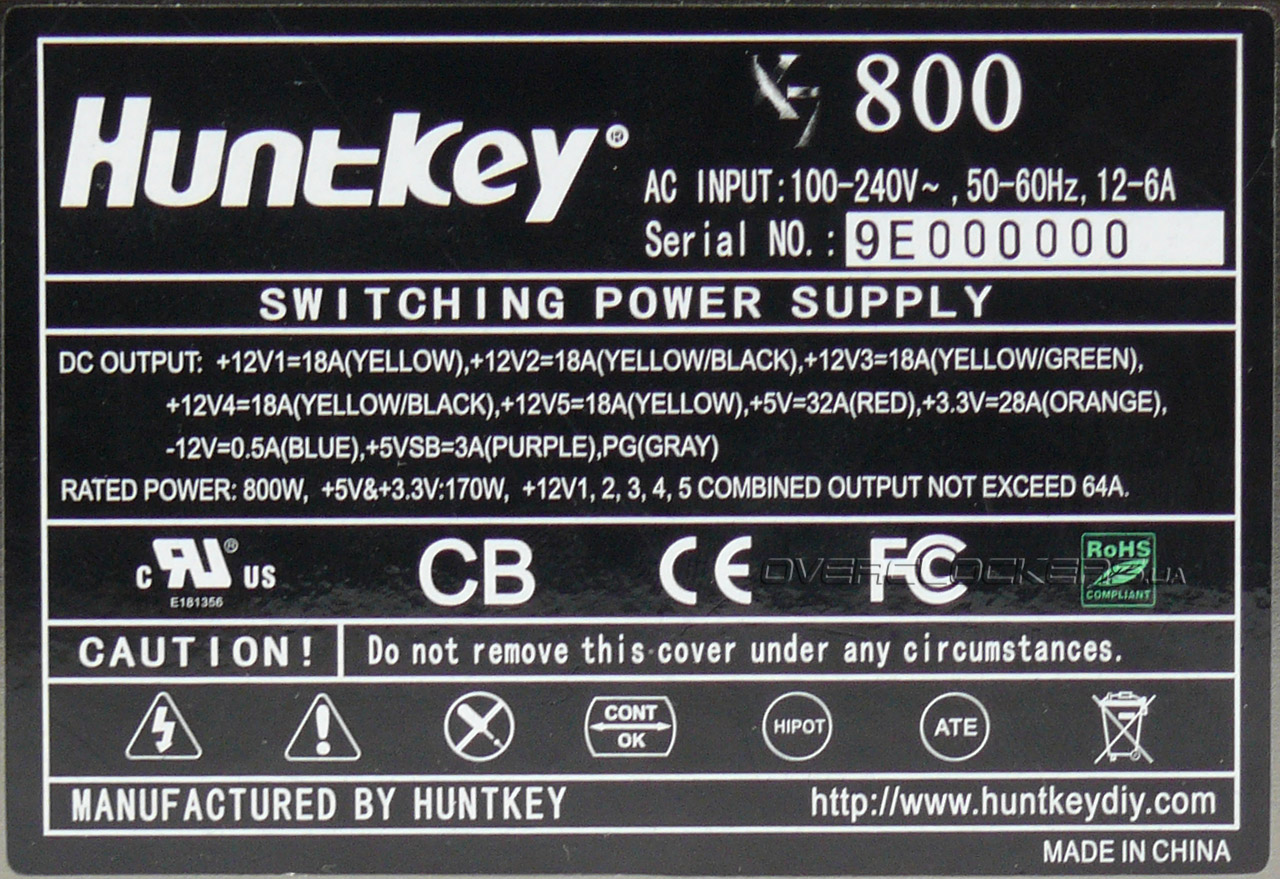 Huntkey®
X7 800
AC INPUT:100-240V~ ,50-60Hz, 12-6A
Serial NO.: 9E000000
SWITCHING POWER SUPPLY
DC OUTPUT: +12V1=18A(YELLOW),+12V2=18A(YELLOW/BLACK),+12V3=18A(YELLOW/GREEN),
+12V4=18A(YELLOW/BLACK),+12V5=18A(YELLOW),+5V=32A(RED),+3.3V=28A(ORANGE),
-12V=0.5A(BLUE),+5VSB=3A(PURPLE),PG(GRAY)
RATED POWER: 800W, +5V&+3.3V:170W, +12V1, 2, 3, 4, 5 COMBINED OUTPUT NOT EXCEED 64A.
C RU® US
E181356
CB
CE
FC
OVERCLOCKERS.UA
RoHS
COMPLIANT
CAUTION! Do not remove this cover under any circumstances.
CONT
OK
HIPOT
ATE
MANUFACTURED BY HUNTKEY http://www.huntkeydiy.com
MADE IN CHINA